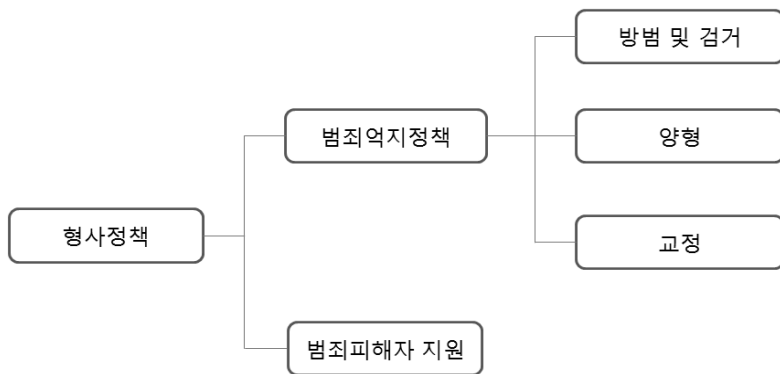 방범 및 검거
범죄억지정책
양형
형사정책
교정
범죄피해자 지원